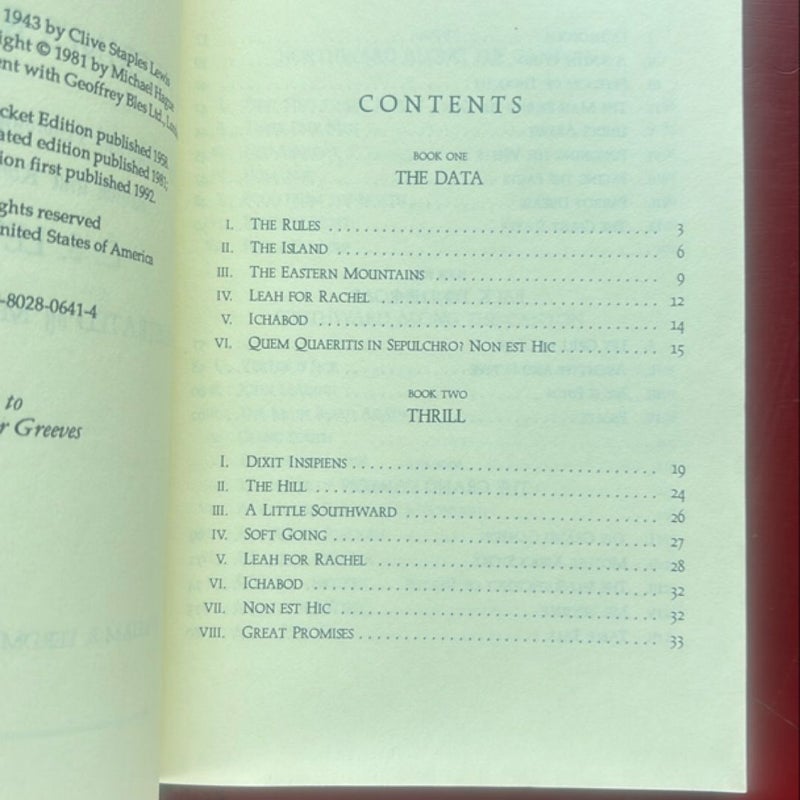 1943 by Clive Staples Lewis
ght © 1981 by Michael Hague
nt with Geoffrey Bles Ltd.,
cket Edition published 1958
ated edition published 1981;
ion first published 1992.
ghts reserved
nited States of America
-8028-0641-4
to
r Greeves
CONTENTS
BOOK ONE
THE DATA
I. THE RULES 3
II. THE ISLAND 6
III. THE EASTERN MOUNTAINS 9
IV. LEAH FOR RACHEL 12
V. ICHABOD 14
VI. QUEM QUAERITIS IN SEPULCHRO? NON EST HIC 15
BOOK TWO
THRILL
I. DIXIT INSIPIENS 19
II. THE HILL 24
III. A LITTLE SOUTHWARD 26
IV. SOFT GOING 27
V. LEAH FOR RACHEL 28
VI. ICHABOD 32
VII. NON EST HIC 32
VIII. GREAT PROMISES 33